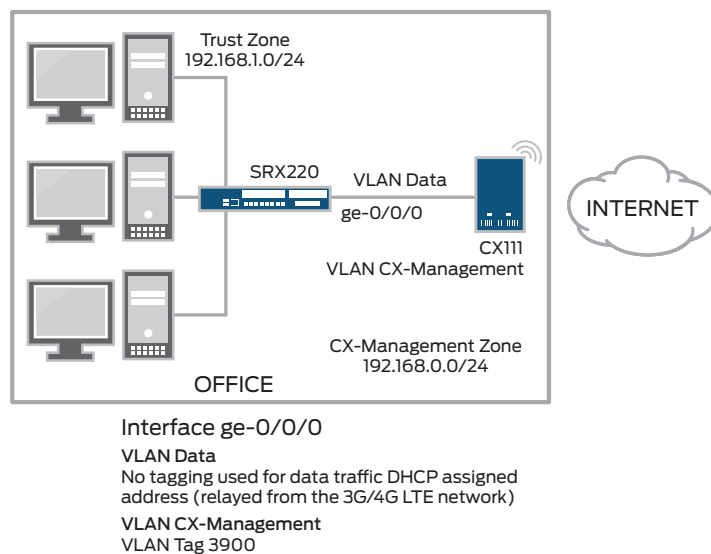 Trust Zone
192.168.1.0/24
SRX220
VLAN Data
ge-0/0/0
INTERNET
CX111
VLAN CX-Management
CX-Management Zone
192.168.0.0/24
OFFICE
Interface ge-0/0/0
VLAN Data
No tagging used for data traffic DHCP assigned
address (relayed from the 3G/4G LTE network)
VLAN CX-Management
VLAN Tag 3900